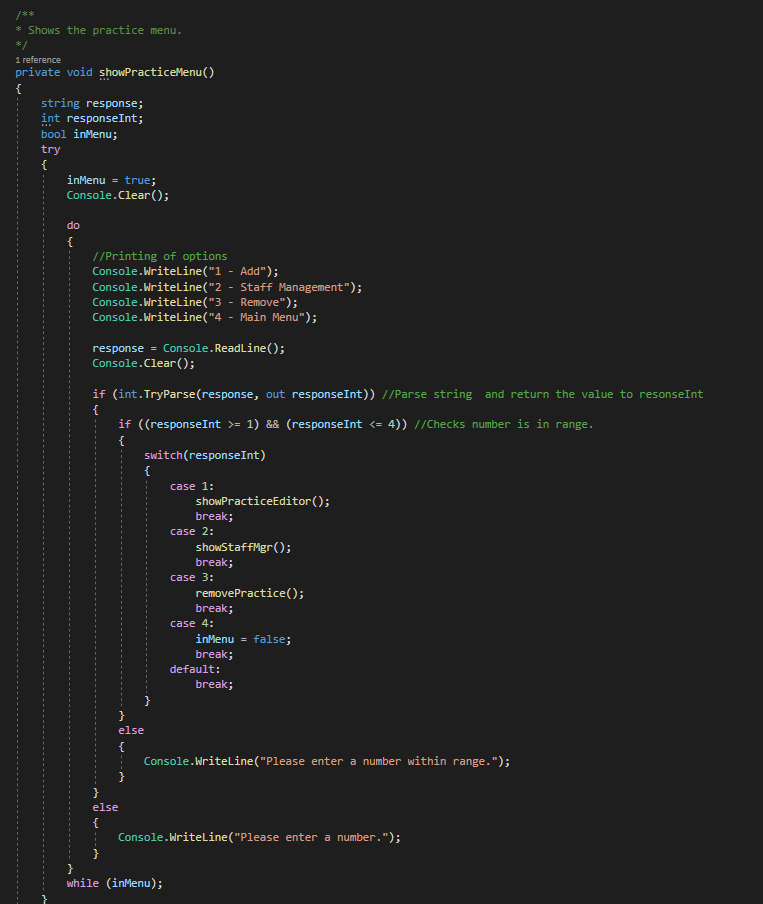 /**
* Shows the practice menu.
*/
1 reference
private void showPracticeMenu()
{
string response;
int responseInt;
bool inMenu;
try
{
inMenu = true;
Console.Clear();
do
{
//Printing of options
Console.WriteLine("1 - Add");
Console.WriteLine("2 - Staff Management");
Console.WriteLine("3 - Remove");
Console.WriteLine("4 - Main Menu");
response = Console.ReadLine();
Console.Clear();
if (int.TryParse(response, out responseInt)) //Parse string  and return the value to resonseInt
{
if ((responseInt >= 1) && (responseInt <= 4)) //Checks number is in range.
{
switch(responseInt)
{
case 1:
showPracticeEditor();
break;
case 2:
showStaffMgr();
break;
case 3:
removePractice();
break;
case 4:
inMenu = false;
break;
default:
break;
}
}
else
{
Console.WriteLine("Please enter a number within range.");
}
}
else
{
Console.WriteLine("Please enter a number.");
}
}
while (inMenu);
}